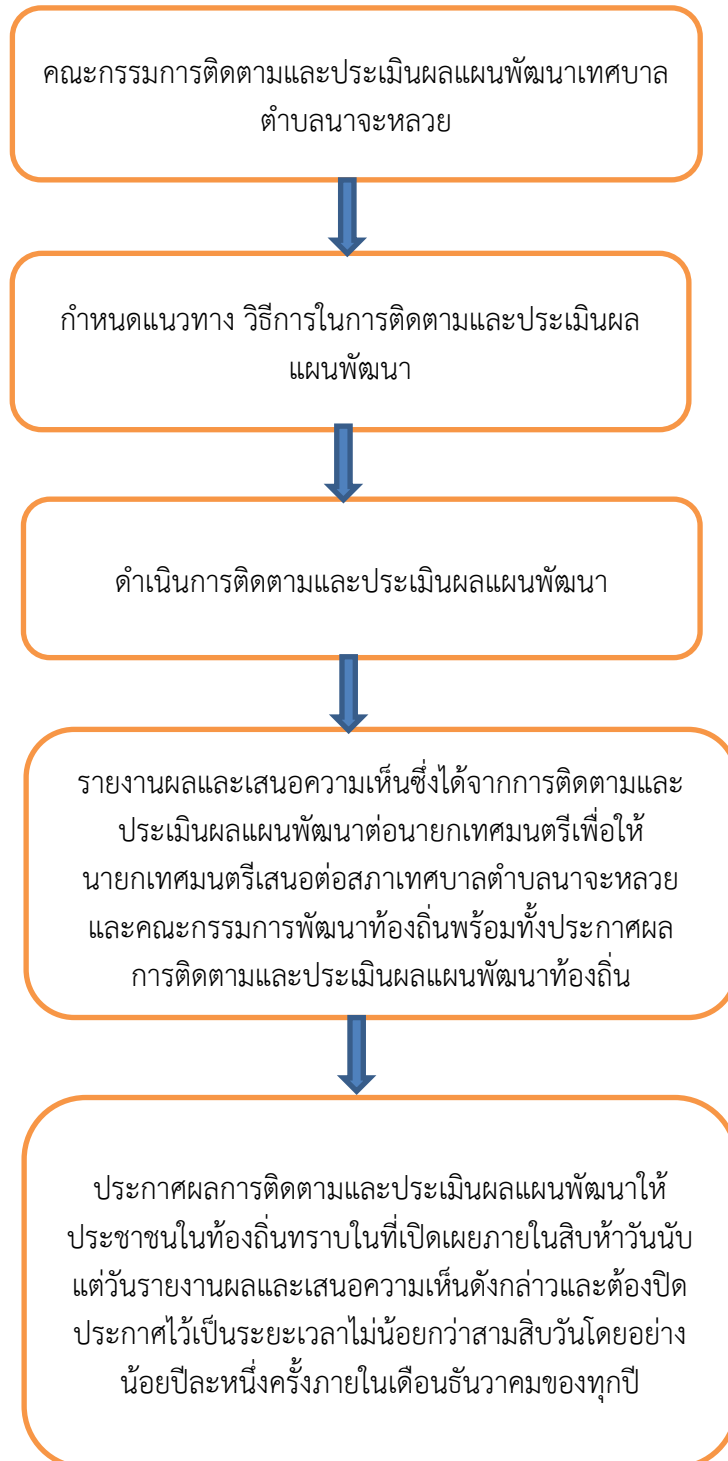 คณะกรรมการติดตามและประเมินผลแผนพัฒนาเทศบาล
ตำบลนาจะหลวย
กำหนดแนวทาง วิธีการในการติดตามและประเมินผล
แผนพัฒนา
ดำเนินการติดตามและประเมินผลแผนพัฒนา
รายงานผลและเสนอความเห็นซึ่งได้จากการติดตามและ
ประเมินผลแผนพัฒนาต่อนายกเทศมนตรีเพื่อให้
นายกเทศมนตรีเสนอต่อสภาเทศบาลตำบลนาจะหลวย
และคณะกรรมการพัฒนาท้องถิ่นพร้อมทั้งประกาศผล
การติดตามและประเมินผลแผนพัฒนาท้องถิ่น
ประกาศผลการติดตามและประเมินผลแผนพัฒนาให้
ประชาชนในท้องถิ่นทราบในที่เปิดเผยภายในสิบห้าวันนับ
แต่วันรายงานผลและเสนอความเห็นดังกล่าวและต้องปิด
ประกาศไว้เป็นระยะเวลาไม่น้อยกว่าสามสิบวันโดยอย่าง
น้อยปีละหนึ่งครั้งภายในเดือนธันวาคมของทุกปี